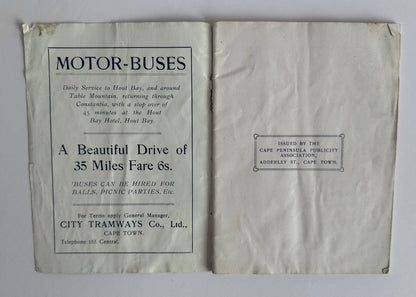 MOTOR-BUSES
Daily Service to Hout Bay, and around
Table Mountain, returning through
Constantia, with a stop over of
45 minutes at the Hout
Bay Hotel, Hout Bay.
A Beautiful Drive of
35 Miles Fare 6s.
'BUSES CAN BE HIRED FOR
BALLS, PICNIC PARTIES, Etc.
For Terms apply General Manager,
CITY TRAMWAYS Co., Ltd.,
CAPE TOWN.
Telephone 188 Central.
ISSUED BY THE
CAPE PENINSULA PUBLICITY
ASSOCIATION,
ADDERLEY ST., CAPE TOWN.